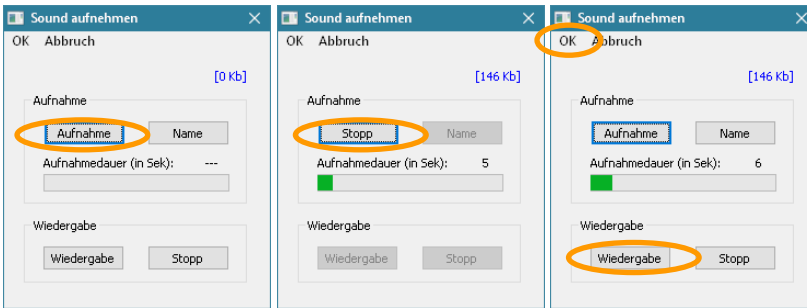 Sound aufnehmen
OK Abbruch
[0 Kb]
Aufnahme
Aufnahme Name
Aufnahmedauer (in Sek): ---
Wiedergabe
Wiedergabe Stopp
Sound aufnehmen
OK Abbruch
[146 Kb]
Aufnahme
Stopp Name
Aufnahmedauer (in Sek): 5
Wiedergabe
Wiedergabe Stopp
Sound aufnehmen
OK Abbruch
[146 Kb]
Aufnahme
Aufnahme Name
Aufnahmedauer (in Sek): 6
Wiedergabe
Wiedergabe Stopp